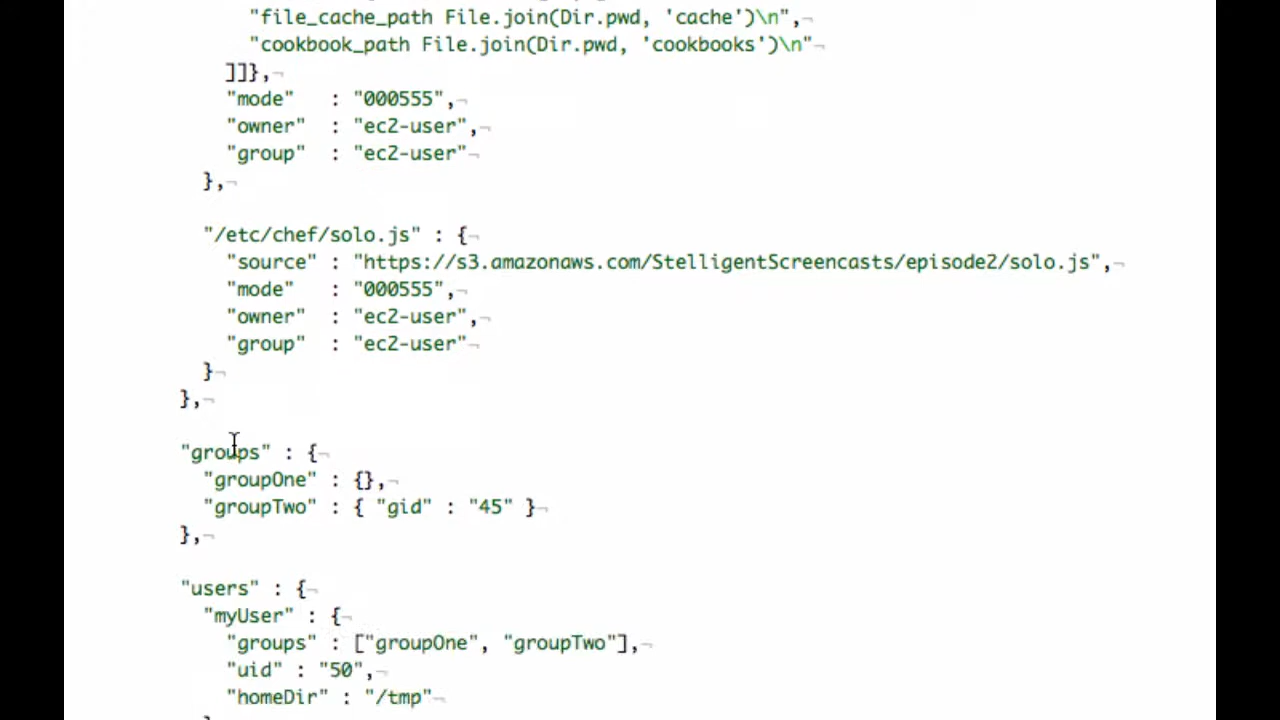 "file_cache_path File.join(Dir.pwd, 'cache')\n",¬
"cookbook_path File.join(Dir.pwd, 'cookbooks')\n"¬
]]},¬
"mode"   : "000555",¬
"owner"  : "ec2-user",¬
"group"  : "ec2-user"¬
},¬
"/etc/chef/solo.js" : {¬
"source" : "https://s3.amazonaws.com/StelligentScreencasts/episode2/solo.js",¬
"mode"   : "000555",¬
"owner"  : "ec2-user",¬
"group"  : "ec2-user"¬
}¬
},¬
"groups" : {¬
"groupOne" : {},¬
"groupTwo" : { "gid" : "45" }¬
},¬
"users" : {¬
"myUser" : {¬
"groups" : ["groupOne", "groupTwo"],¬
"uid" : "50",¬
"homeDir" : "/tmp"¬